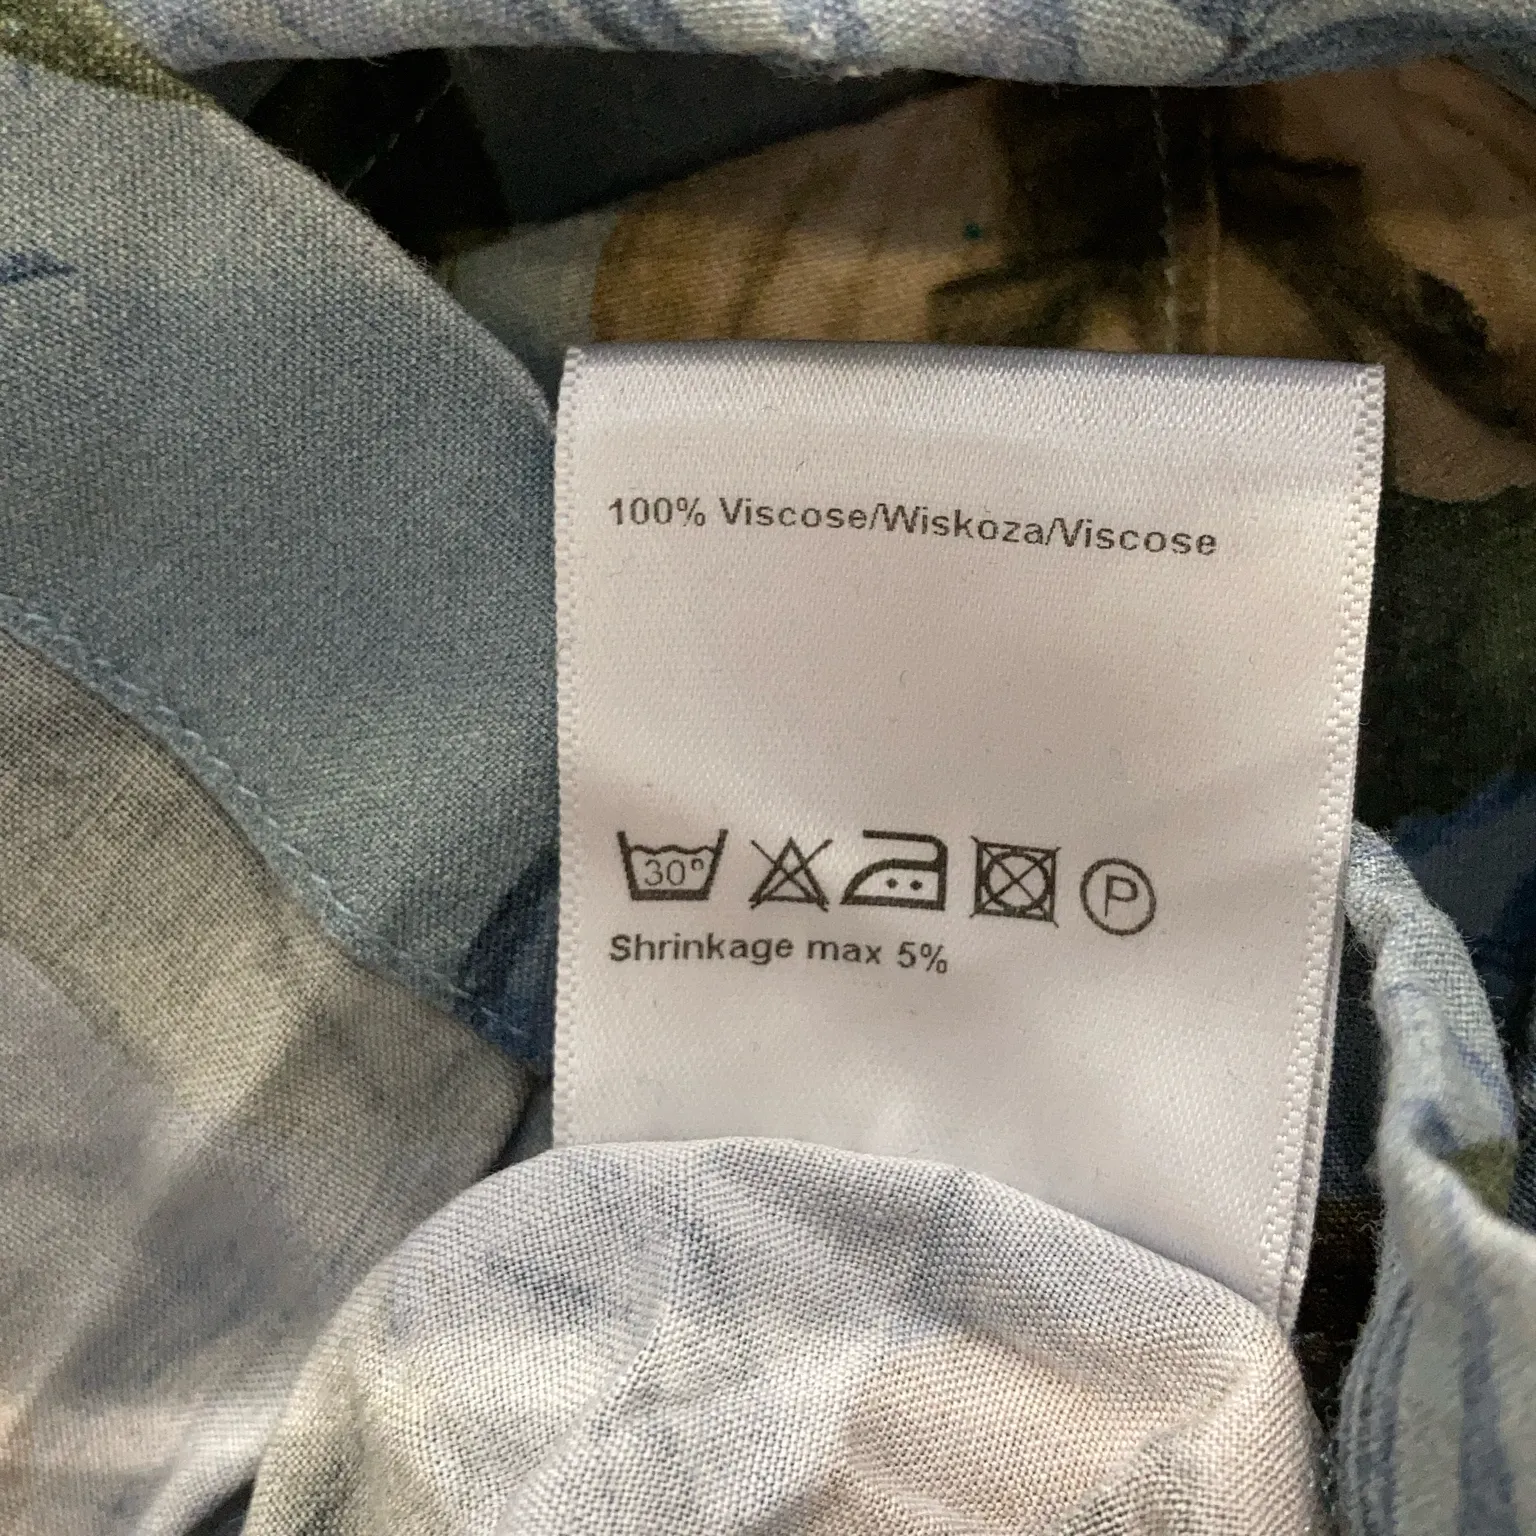 100% Viscose/Wiskoza/Viscose
30° P
Shrinkage max 5%